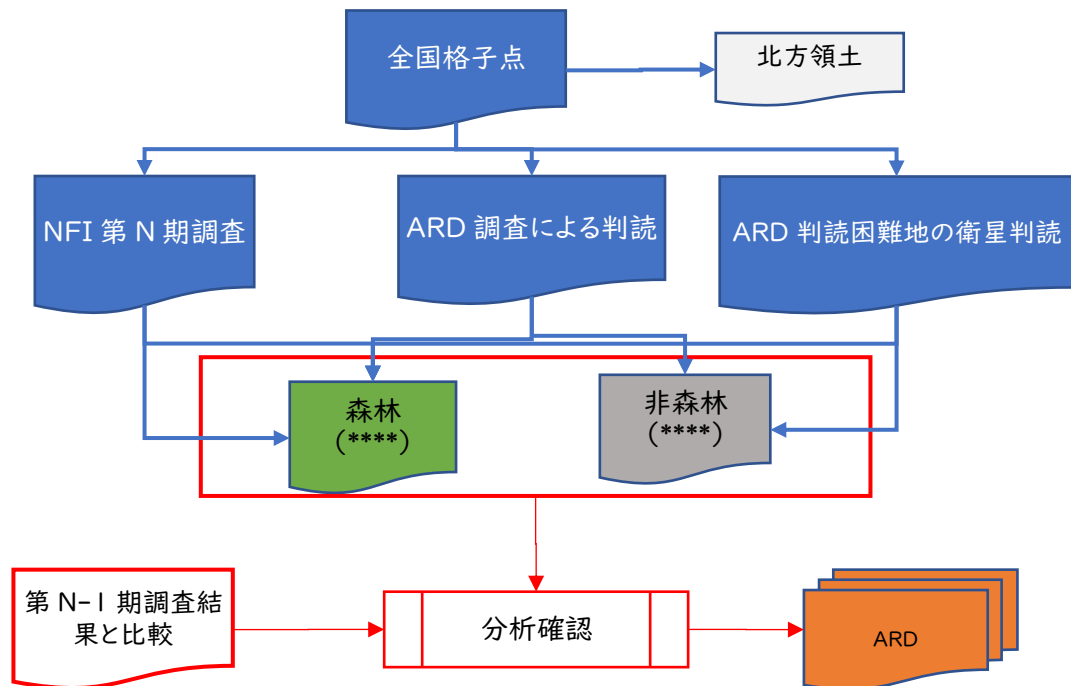 全国格子点
北方領土
NFI 第 N 期調査
ARD 調査による判読
ARD 判読困難地の衛星判読
森林
(****)
非森林
(****)
第 N-1 期調査結
果と比較
分析確認
ARD